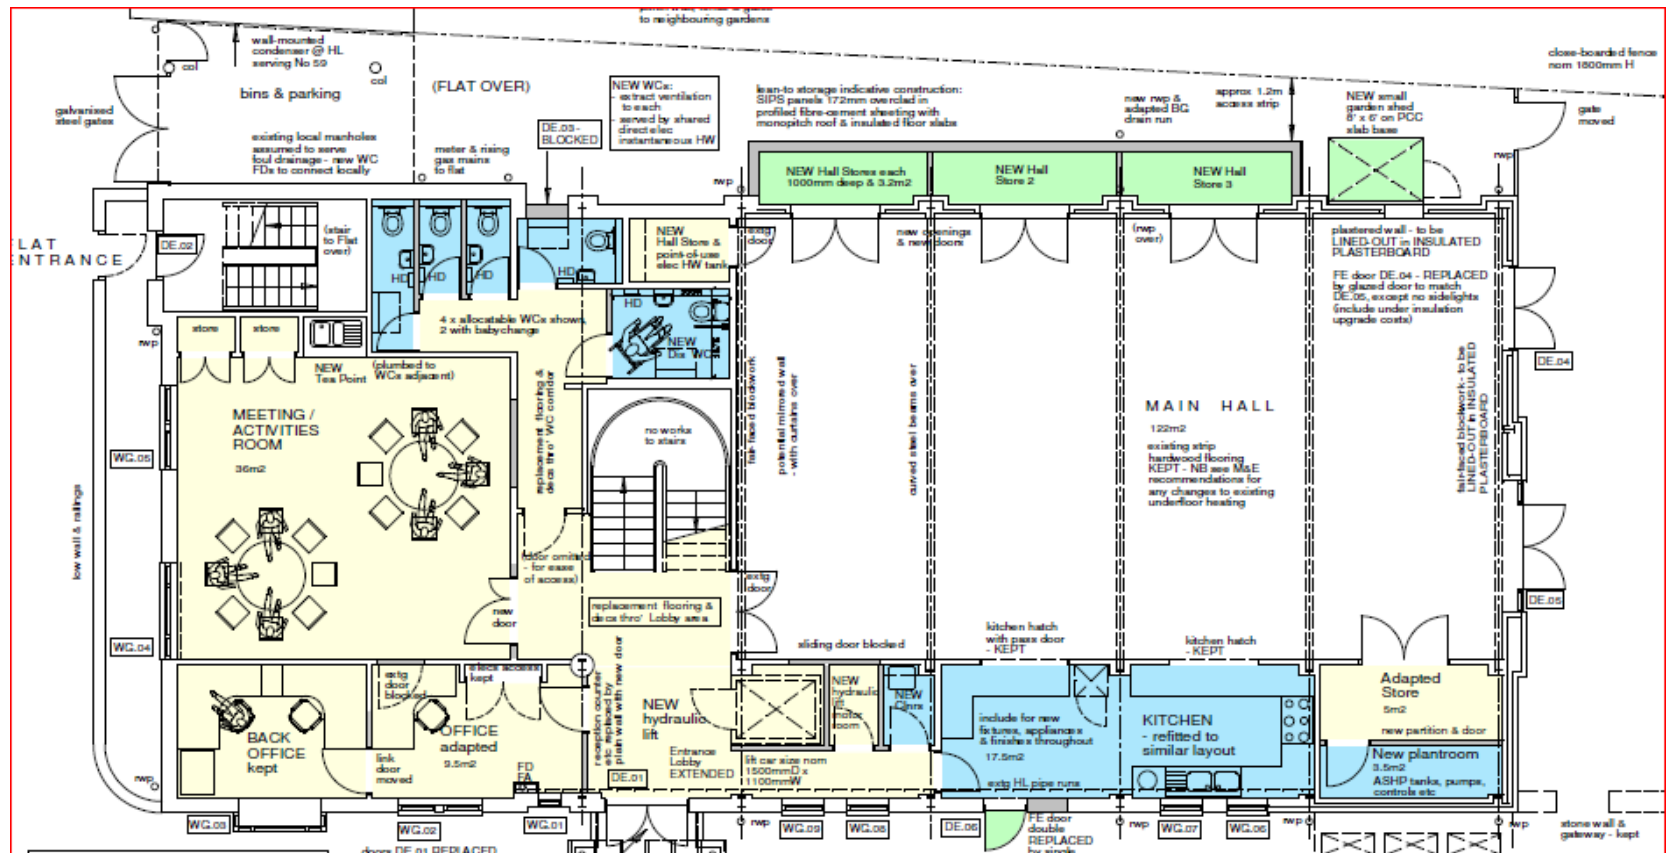 to neighbouring gardens
wall-mounted
condenser @ HL
serving No 59
col
col
bins & parking
(FLAT OVER)
galvanised
steel gates
existing local manholes
assumed to serve
foul drainage - new WC
FDs to connect locally
meter & rising
gas mains
to flat
DE.03 -
BLOCKED
NEW WCs:
- extract ventilation
to each
- served by shared
direct elec
instantaneous HW
lean-to storage indicative construction:
SIPS panels 172mm overclad in
profiled fibre-cement sheeting with
monopitch roof & insulated floor slabs
new rwp &
adapted BG
drain run
approx 1.2m
access strip
NEW small
garden shed
8' x 6' on PCC
slab base
close-boarded fence
nom 1800mm H
gate
moved
rwp
rwp
NEW Hall Stores each
1000mm deep & 3.2m2
NEW Hall
Store 2
NEW Hall
Store 3
FLAT
ENTRANCE
DE.02
(stair
to Flat
over)
HD
HD
HD
HD
NEW
Hall Store &
point-of-use
elec HW tank
extg
door
new openings
& new doors
(rwp
over)
plastered wall - to be
LINED-OUT in INSULATED
PLASTERBOARD
FE door DE.04 - REPLACED
by glazed door to match
DE.05, except no sidelights
(include under insulation
upgrade costs)
rwp
store
store
4 x allocatable WCs shown,
2 with babychange
HD
NEW
Dis WC
NEW
Tea Point
(plumbed to
WCs adjacent)
MEETING /
ACTIVITIES
ROOM
36m2
replacement flooring &
decs thro' WC corridor
no works
to stairs
fair-faced blockwork
potential mirrored wall
- with curtains over
curved steel beams over
MAIN HALL
122m2
existing strip
hardwood flooring
KEPT - NB see M&E
recommendations for
any changes to existing
underfloor heating
fair-faced blockwork - to be
LINED-OUT in INSULATED
PLASTERBOARD
DE.04
DE.05
WG.05
WG.04
low wall & railings
(door omitted
- for ease
of access)
new
door
replacement flooring &
decs thro' Lobby area
extg
door
sliding door blocked
kitchen hatch
with pass door
- KEPT
kitchen hatch
- KEPT
extg
door
blocked
elecs access
kept
BACK
OFFICE
kept
link
door
moved
OFFICE
adapted
9.5m2
FD
FA
reception counter
etc replaced by
plain wall with new door
NEW
hydraulic
lift
Entrance
Lobby
EXTENDED
DE.01
NEW
hydraulic
lift
motor
room
NEW
Clnrs
lift car size nom
1500mmD x
1100mmW
include for new
fixtures, appliances
& finishes throughout
17.5m2
extg HL pipe runs
KITCHEN
- refitted to
similar layout
Adapted
Store
5m2
new partition & door
New plantroom
3.5m2
ASHP tanks, pumps,
controls etc
rwp
WG.03
WG.02
WG.01
rwp
WG.09
WG.08
DE.06
FE door
double
REPLACED
by single
rwp
WG.07
WG.06
rwp
rwp
stone wall &
gateway - kept
doors DE.01 REPLACED